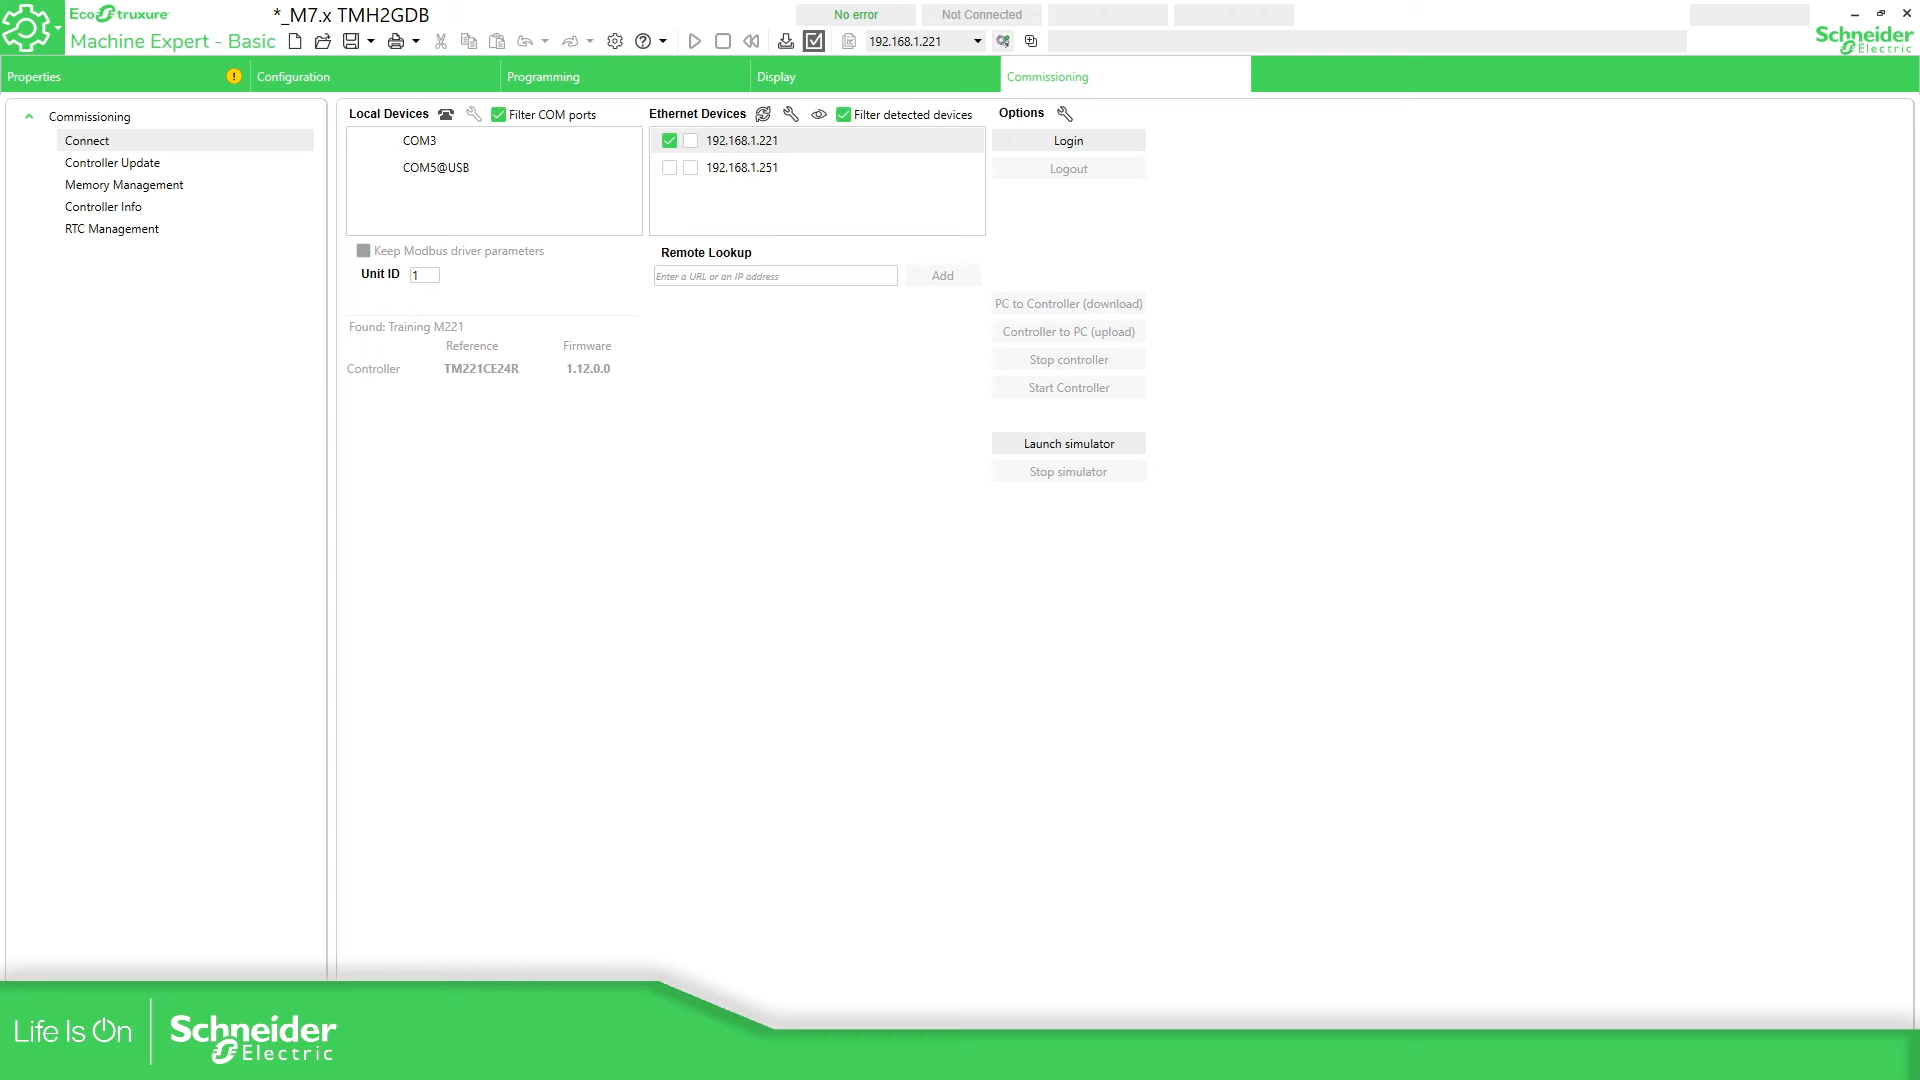 EcoStruxure
*_M7.x TMH2GDB
No error
Not Connected
Machine Expert - Basic
192.168.1.221
Schneider
Electric
Properties
!
Configuration
Programming
Display
Commissioning
Commissioning
Connect
Controller Update
Memory Management
Controller Info
RTC Management
Local Devices
Filter COM ports
COM3
COM5@USB
Keep Modbus driver parameters
Unit ID
1
Found: Training M221
Reference Firmware
Controller TM221CE24R 1.12.0.0
Ethernet Devices
Filter detected devices
192.168.1.221
192.168.1.251
Remote Lookup
Enter a URL or an IP address
Add
Options
Login
Logout
PC to Controller (download)
Controller to PC (upload)
Stop controller
Start Controller
Launch simulator
Stop simulator
Life Is On
Schneider
Electric